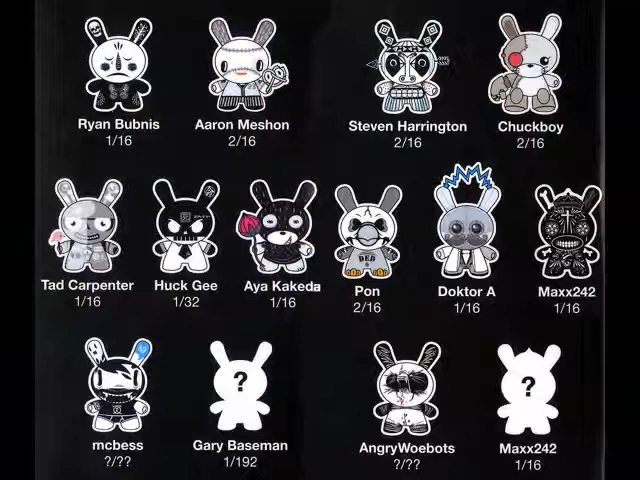 Ryan Bubnis
1/16
Aaron Meshon
2/16
Steven Harrington
2/16
Chuckboy
2/16
DED
Tad Carpenter
1/16
Huck Gee
1/32
Aya Kakeda
1/16
Pon
2/16
Doktor A
1/16
Maxx242
1/16
?
?
mcbess
?/??
Gary Baseman
1/192
AngryWoebots
?/??
Maxx242
1/16